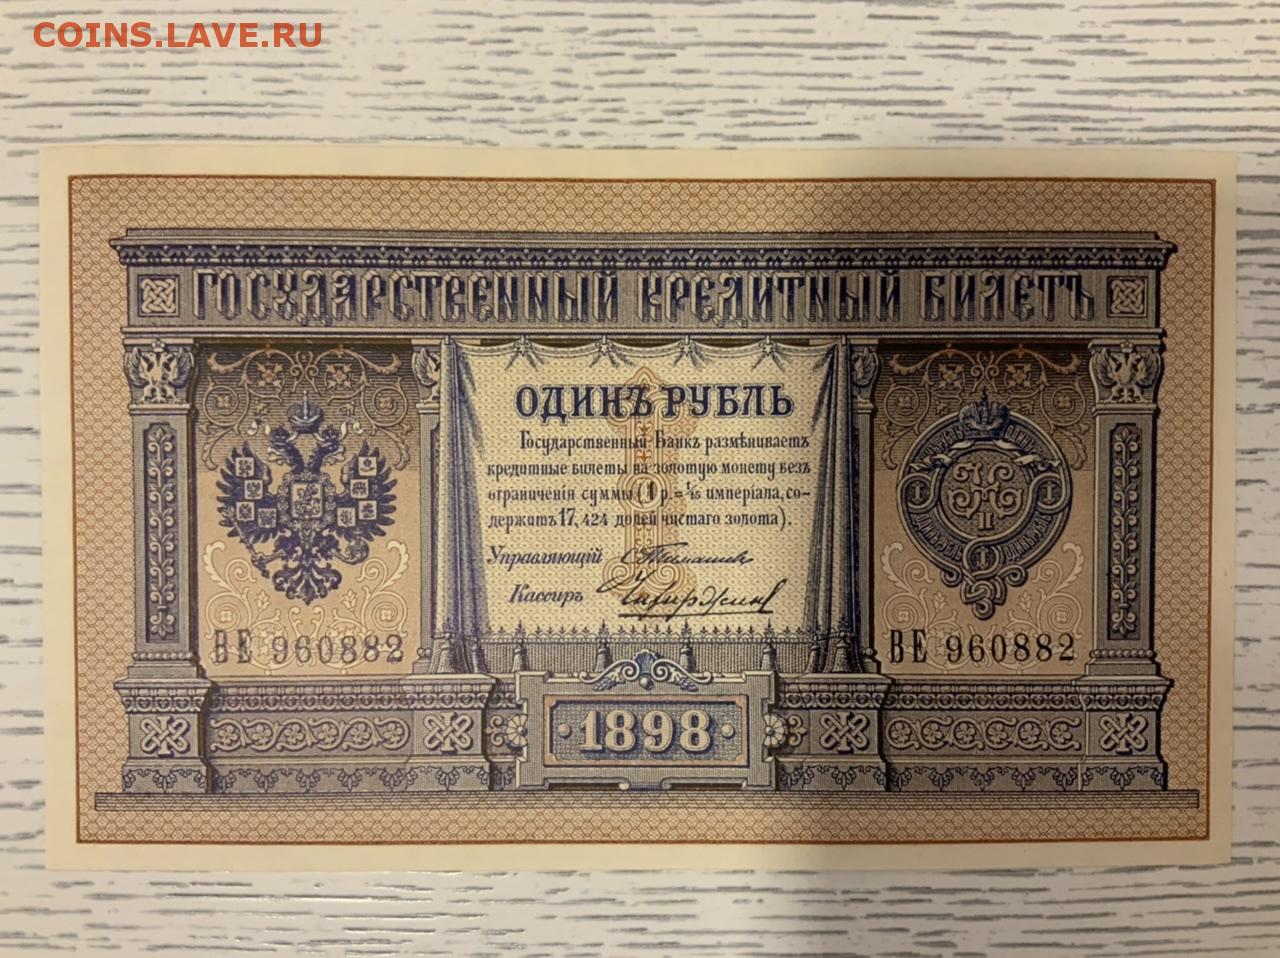 COINS.LAVE.RU
ГОСУДАРСТВЕННЫЙ КРЕДИТНЫЙ БИЛЕТЪ
ОДИНЪ РУБЛЬ
Государственный Банкъ размѣниваетъ
кредитные билеты на золотую монету безъ
ограниченія суммы (1 р.=1/15 имперіала, со-
держитъ 17,424 долей чистаго золота).
Управляющій
Кассиръ
ВЕ 960882
ВЕ 960882
·1898·